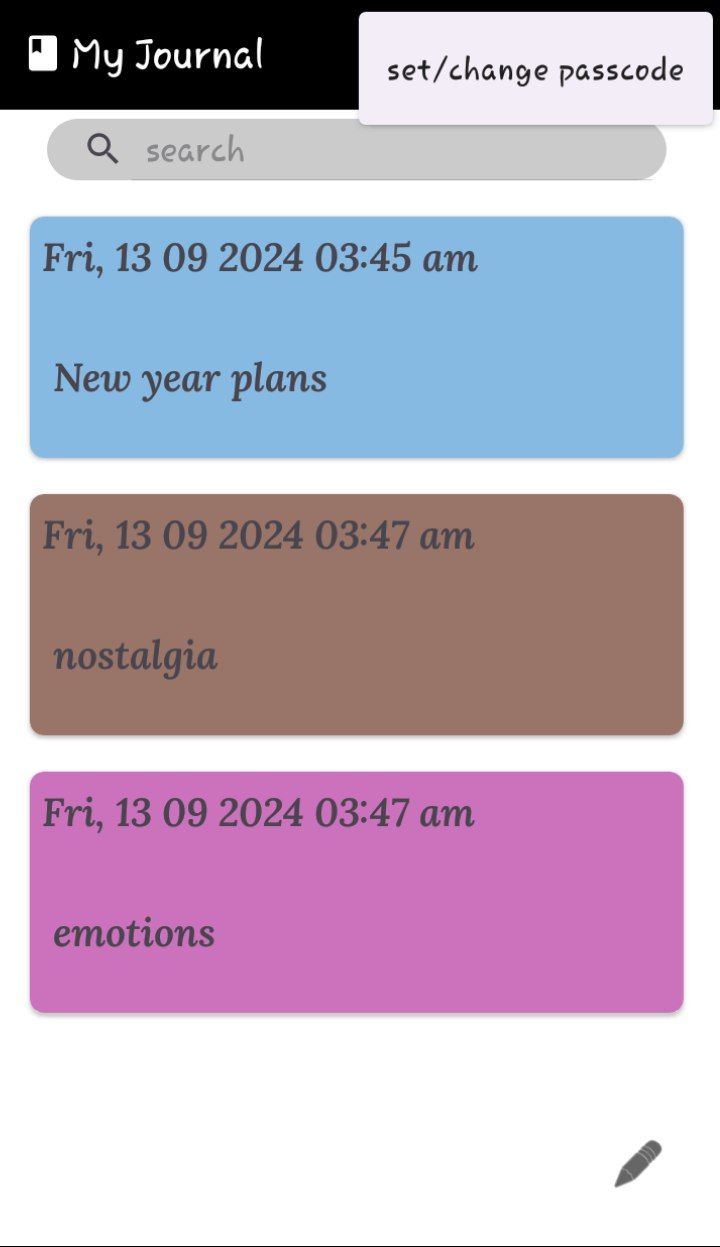 My Journal
set/change passcode
search
Fri, 13 09 2024 03:45 am
New year plans
Fri, 13 09 2024 03:47 am
nostalgia
Fri, 13 09 2024 03:47 am
emotions